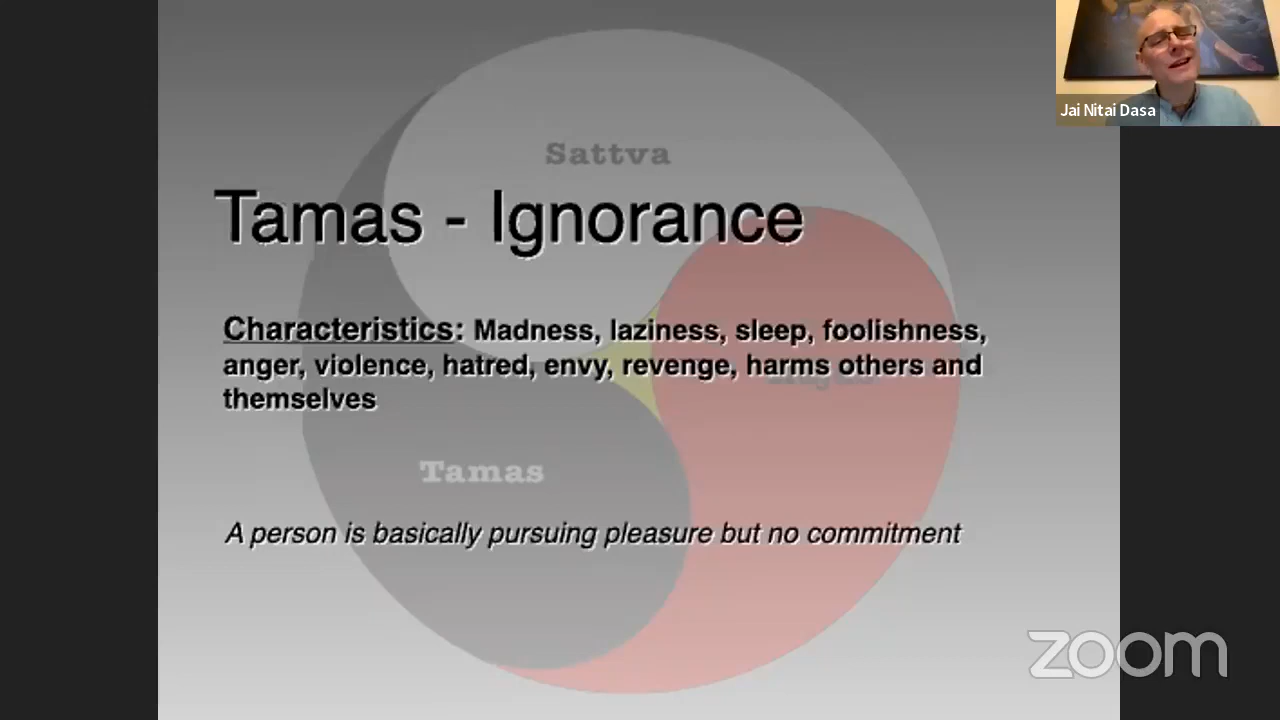 Jai Nitai Dasa
Sattva
Tamas - Ignorance
Characteristics: Madness, laziness, sleep, foolishness,
anger, violence, hatred, envy, revenge, harms others and
themselves
Tamas
A person is basically pursuing pleasure but no commitment
zoom